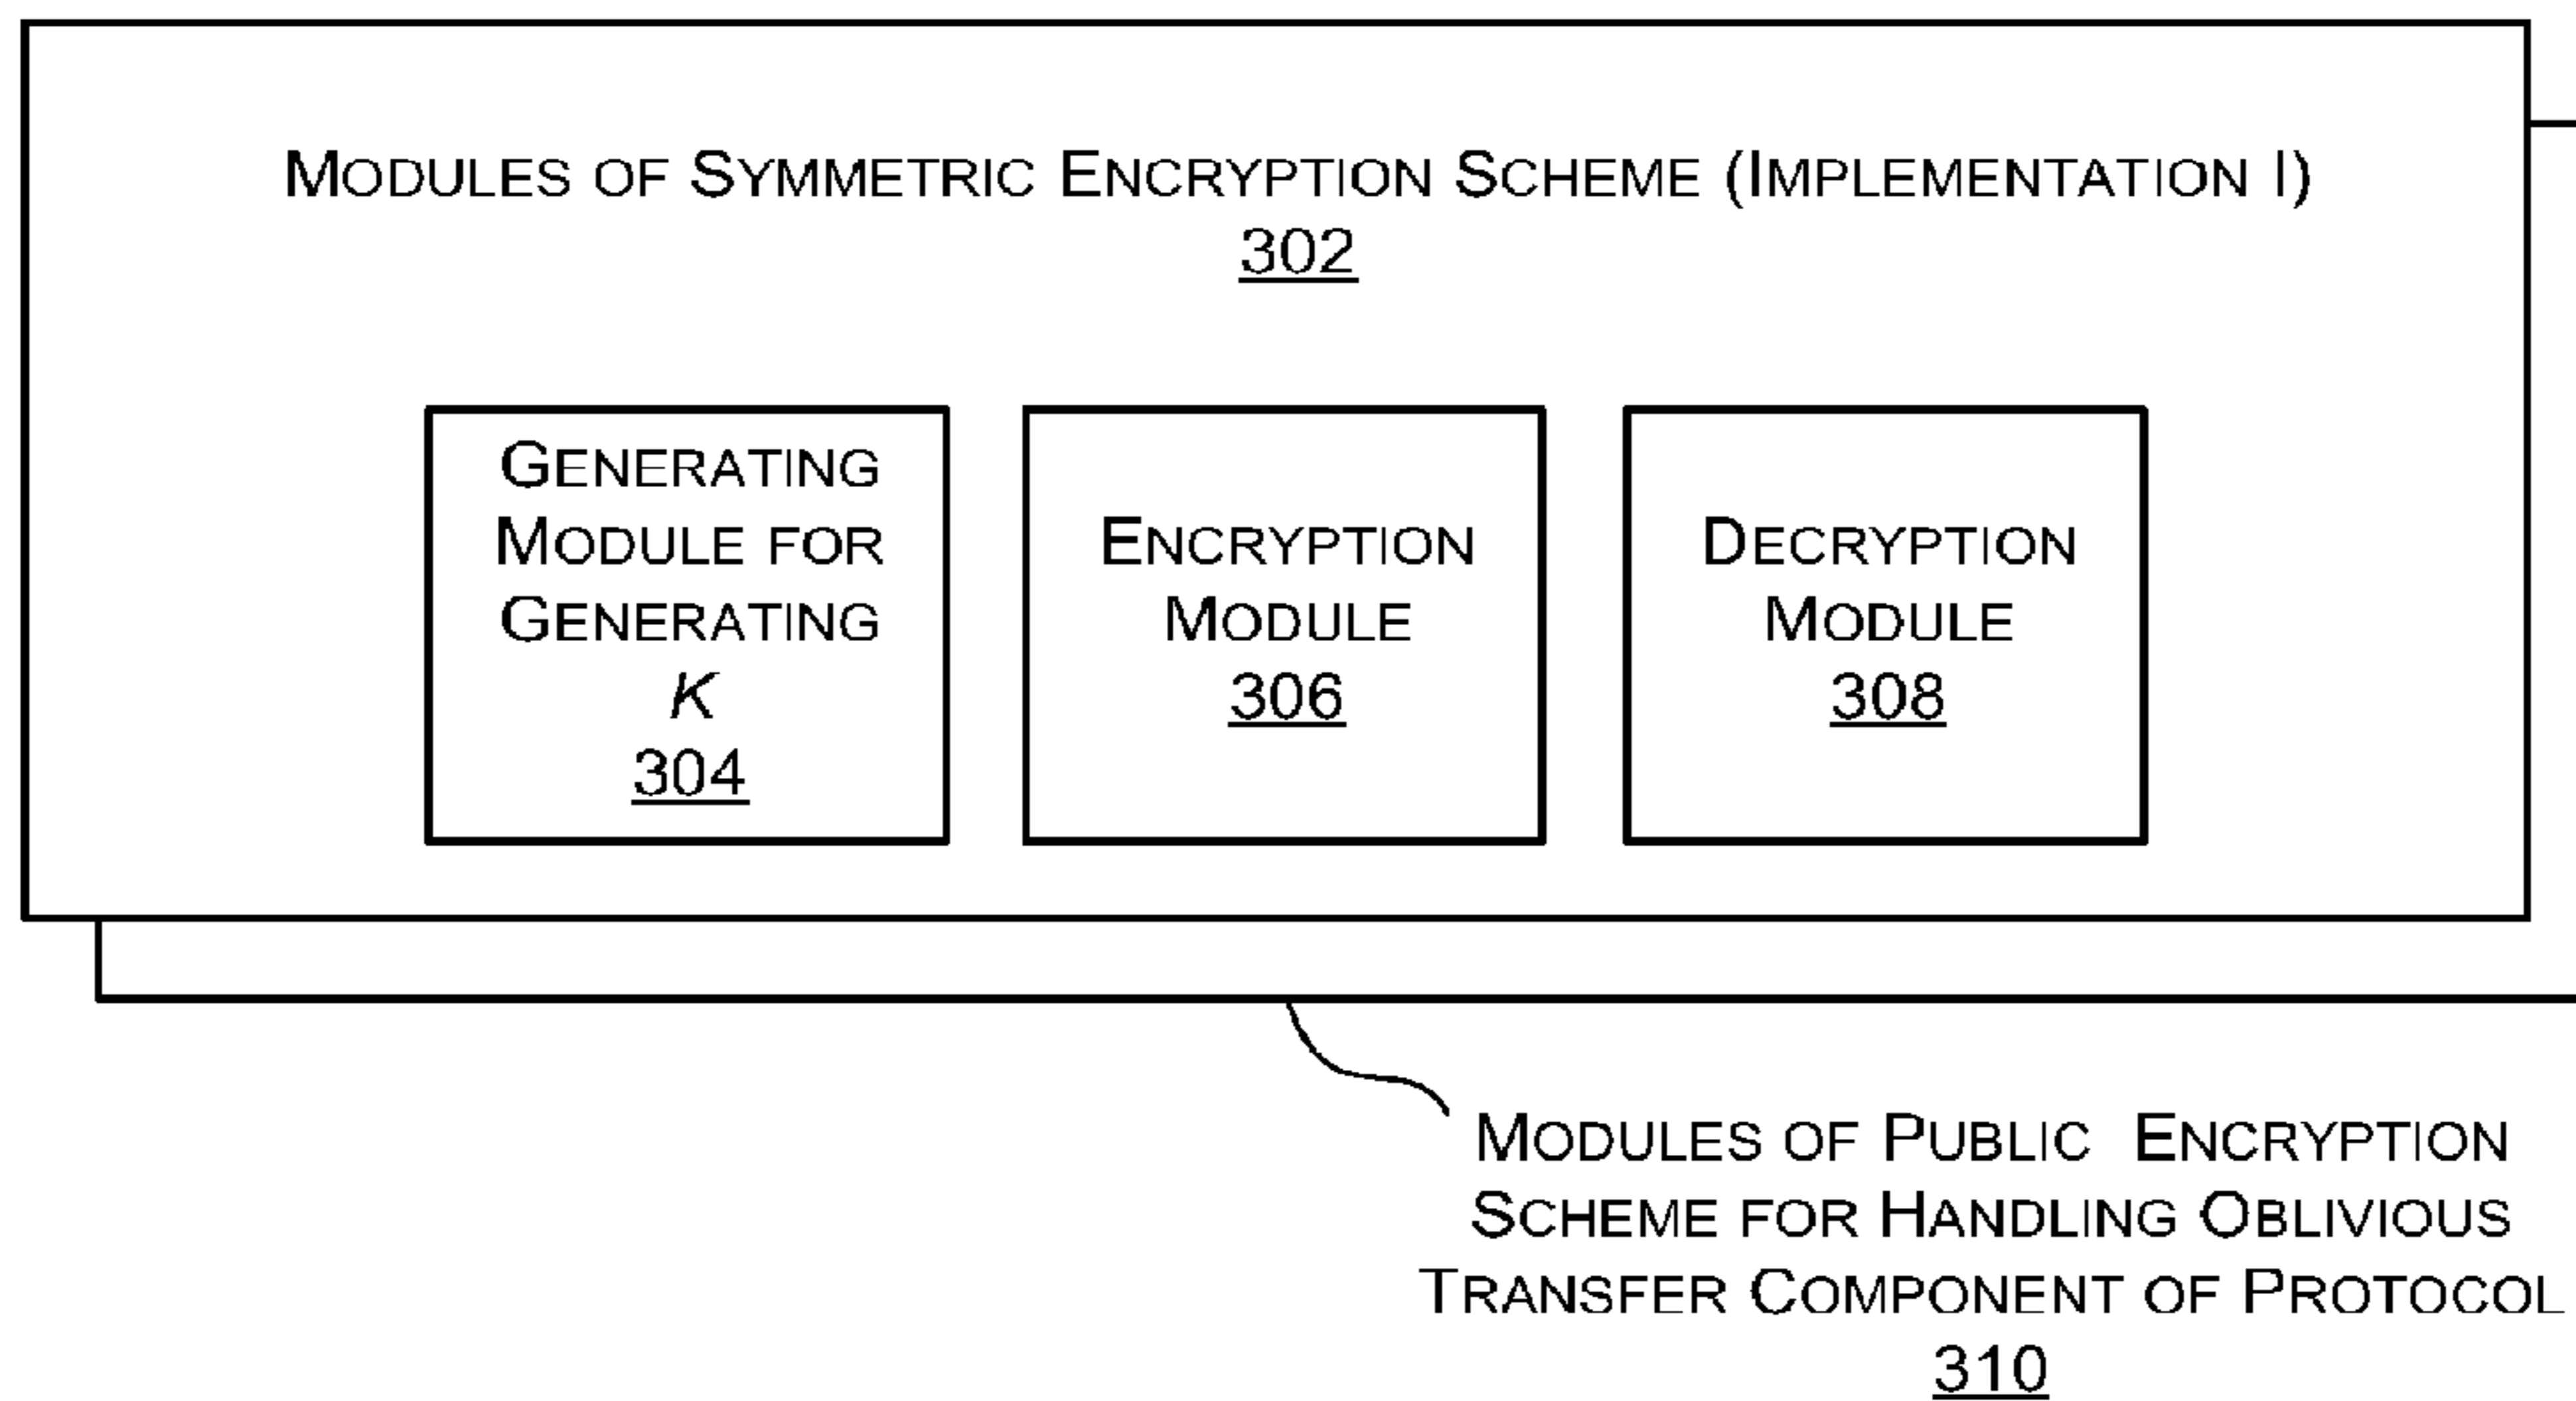 MODULES OF SYMMETRIC ENCRYPTION SCHEME (IMPLEMENTATION I)
302
GENERATING
MODULE FOR
GENERATING
K
304
ENCRYPTION
MODULE
306
DECRYPTION
MODULE
308
MODULES OF PUBLIC ENCRYPTION
SCHEME FOR HANDLING OBLIVIOUS
TRANSFER COMPONENT OF PROTOCOL
310